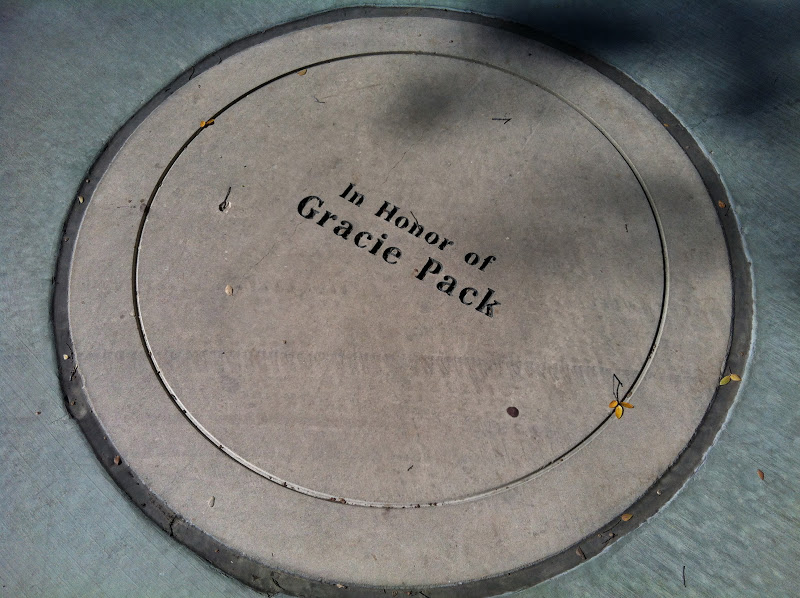 In Honor of
Gracie Pack